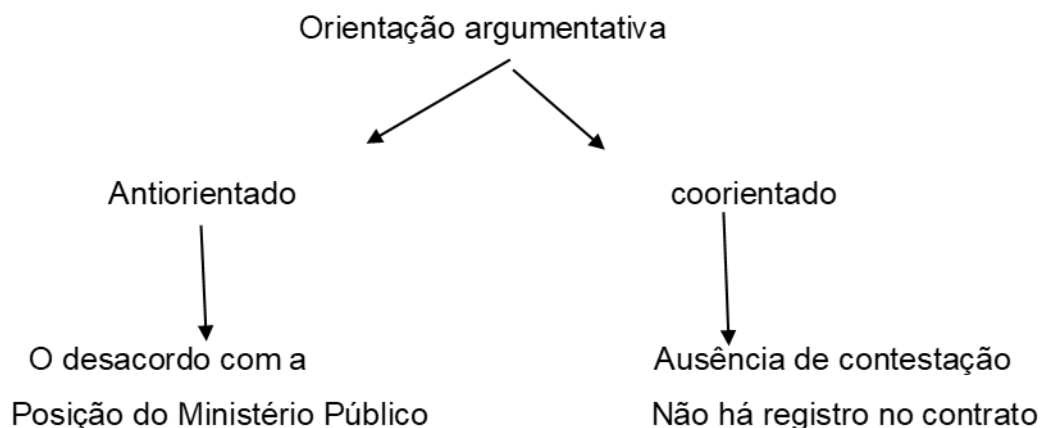 Orientação argumentativa
Antiorientado
coorientado
O desacordo com a
Posição do Ministério Público
Ausência de contestação
Não há registro no contrato